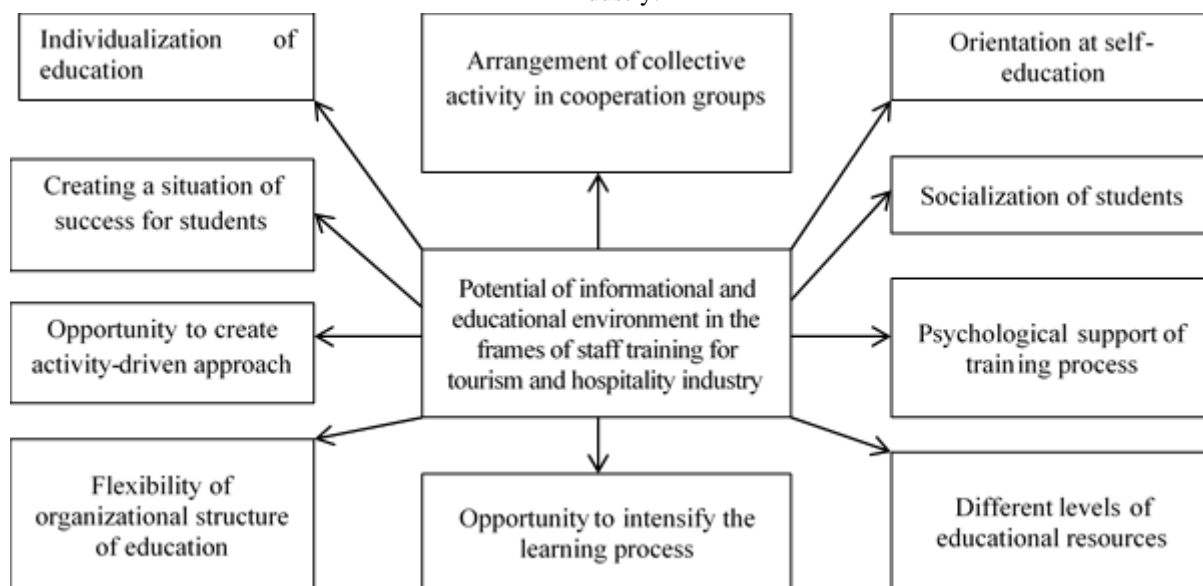 Individualization of
education
Arrangement of collective
activity in cooperation groups
Orientation at self-
education
Creating a situation of
success for students
Socialization of students
Potential of informational and
educational environment in the
frames of staff training for
tourism and hospitality industry
Opportunity to create
activity-driven approach
Psychological support of
training process
Flexibility of
organizational structure
of education
Opportunity to intensify the
learning process
Different levels of
educational resources